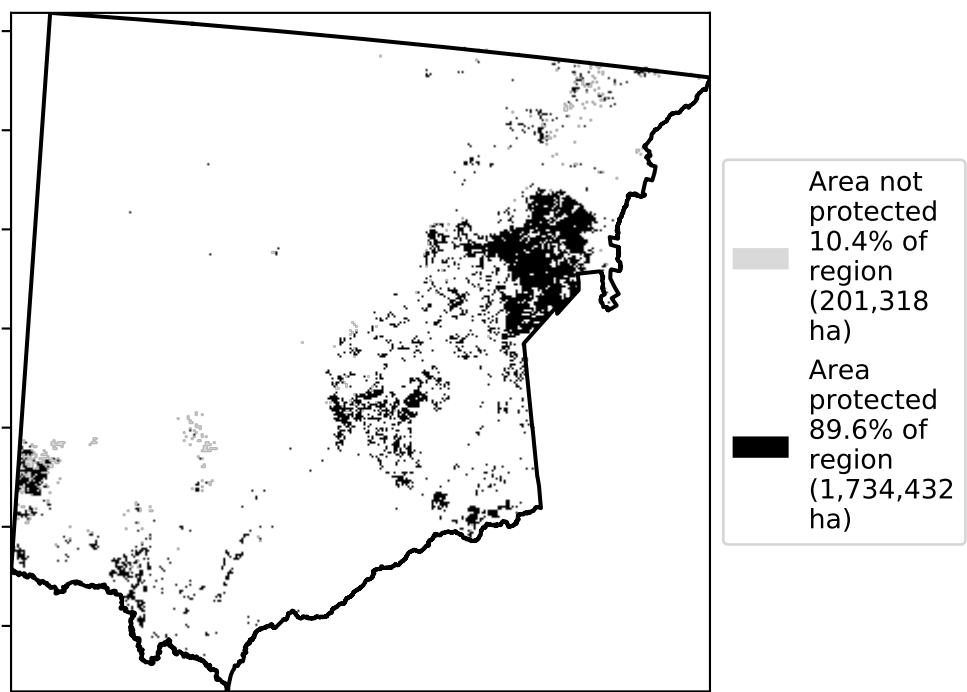 Area not
protected
10.4% of
region
(201,318
ha)
Area
protected
89.6% of
region
(1,734,432
ha)